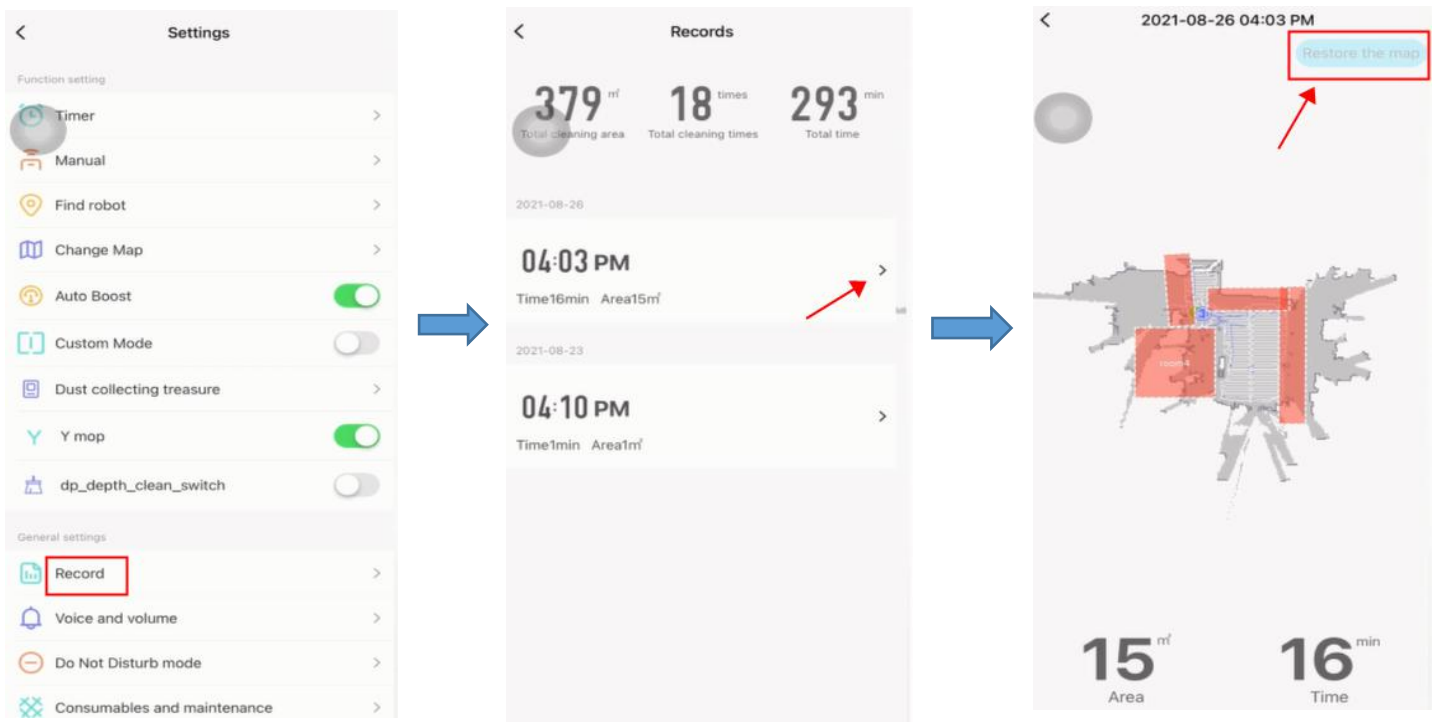 Settings
Function setting
Timer
Manual
Find robot
Change Map
Auto Boost
Custom Mode
Dust collecting treasure
Y mop
dp_depth_clean_switch
General settings
Record
Voice and volume
Do Not Disturb mode
Consumables and maintenance
Records
379 ㎡ 18 times 293 min
Total cleaning area Total cleaning times Total time
2021-08-26
04:03 PM
Time16min Area15㎡
2021-08-23
04:10 PM
Time1min Area1㎡
2021-08-26 04:03 PM
Restore the map
3
15 ㎡ 16 min
Area Time